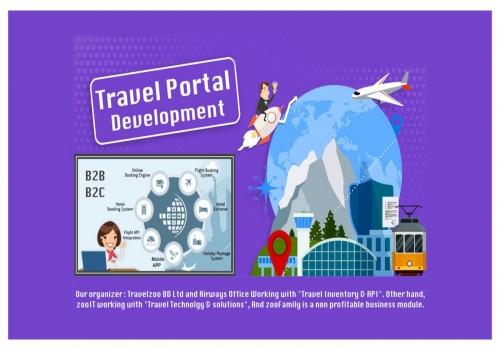 Travel Portal
Development
B2B
B2C
Online
Booking Engine
Flight Booking
System
Hotel
Booking System
Hotel
Extranet
Flight API
Integration
Mobile
APP
Holiday Package
System
Our organizer : Travelzoo BD Ltd and Airways Office Working with "Travel Inventory & API". Other hand,
zooIT working with "Travel Technolgy & solutions", And zooFamily is a non profitable business module.